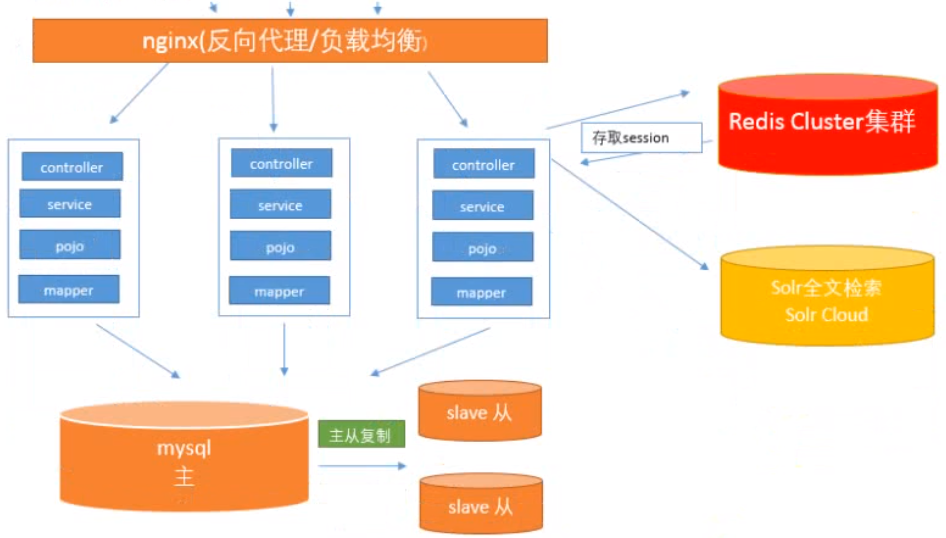 nginx(反向代理/负载均衡)
controller
service
pojo
mapper
controller
service
pojo
mapper
controller
service
pojo
mapper
存取session
Redis Cluster集群
Solr全文检索
Solr Cloud
mysql
主
主从复制
slave 从
slave 从